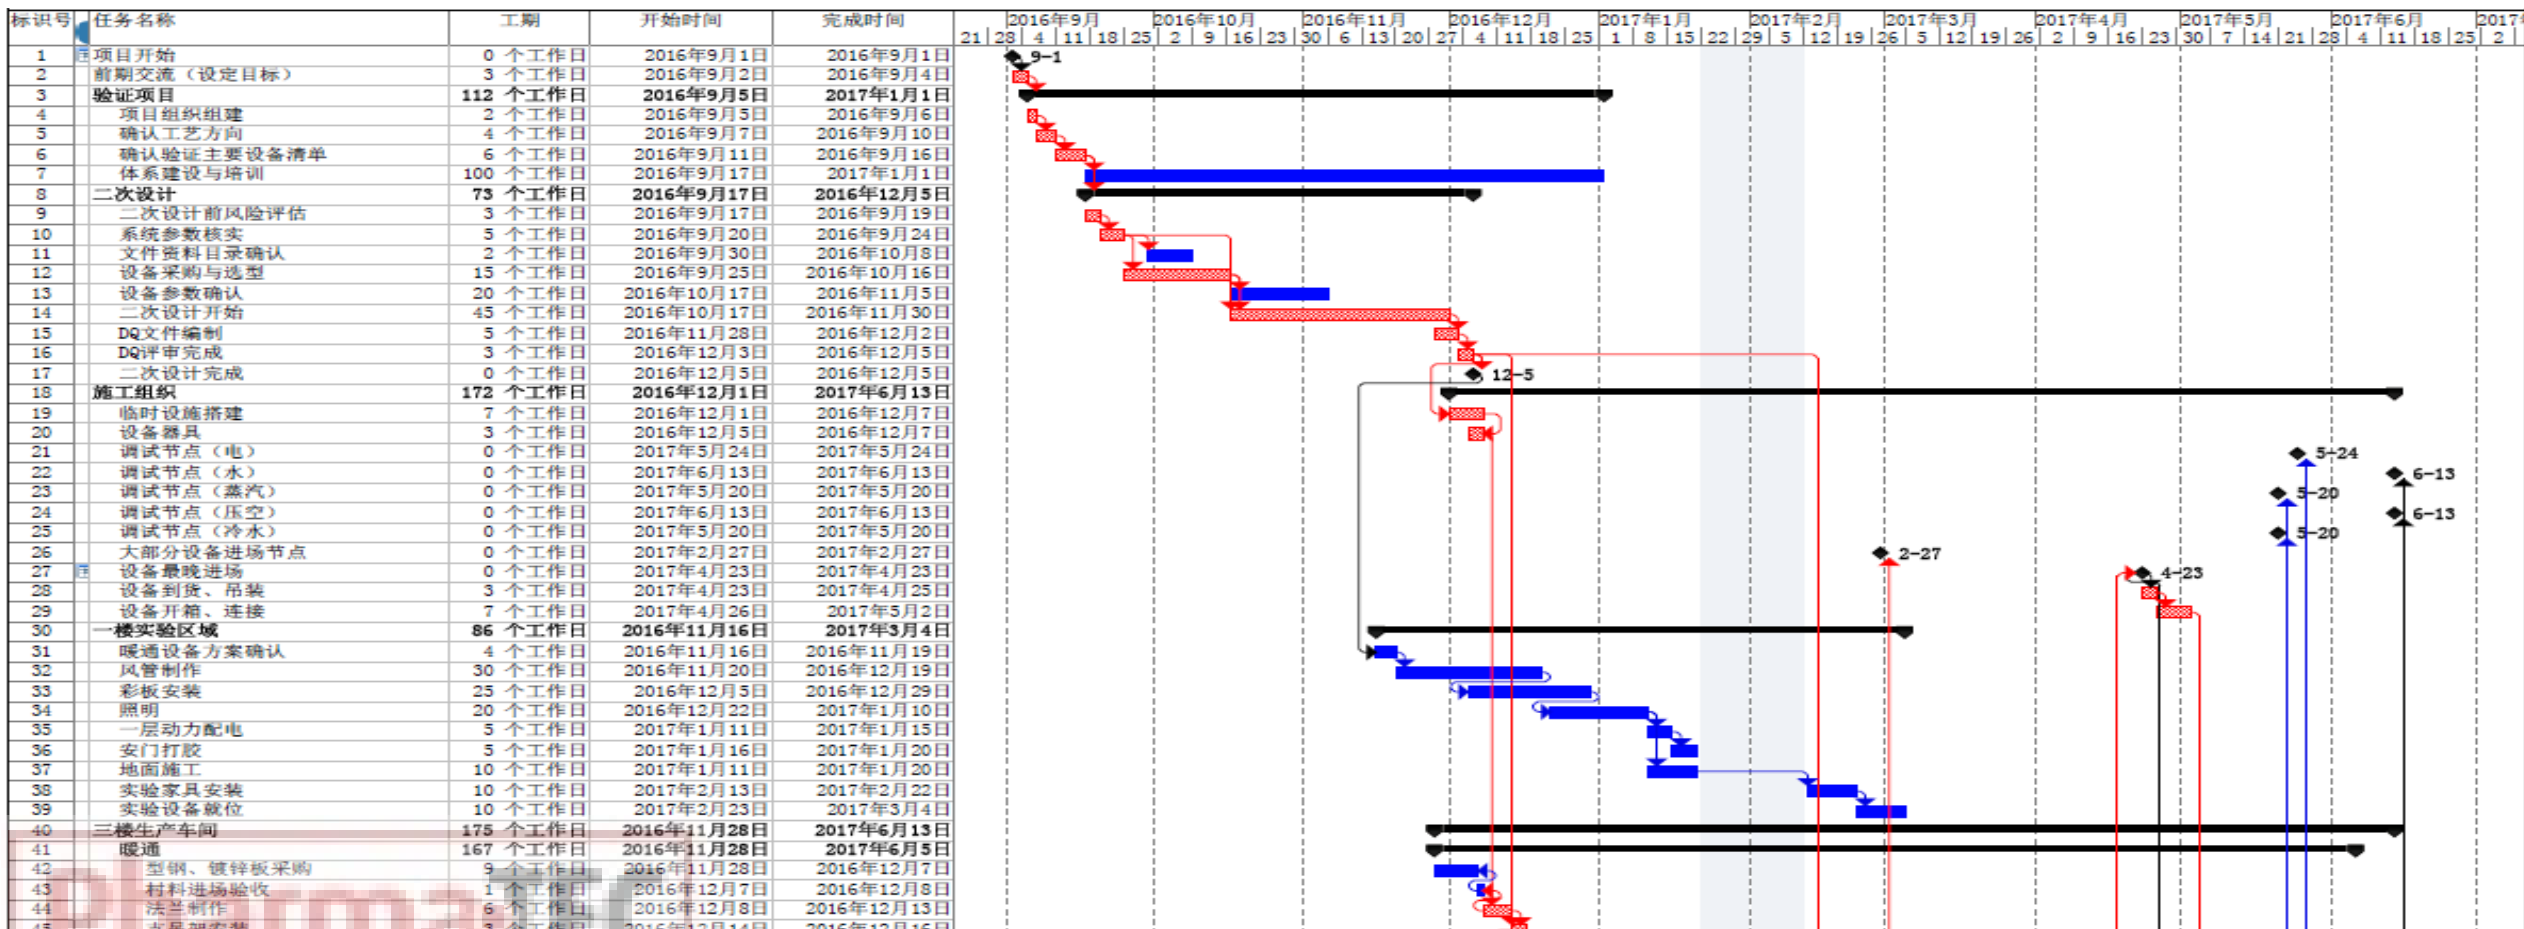 标识号 任务名称 工期 开始时间 完成时间 2016年9月 2016年10月 2016年11月 2016年12月 2017年1月 2017年2月 2017年3月 2017年4月 2017年5月 2017年6月 2017
21 28 4 11 18 25 2 9 16 23 30 6 13 20 27 4 11 18 25 1 8 15 22 29 5 12 19 26 5 12 19 26 2 9 16 23 30 7 14 21 28 4 11 18 25 2
1 项目开始 0 个工作日 2016年9月1日 2016年9月1日 9-1
2 前期交流（设定目标） 3 个工作日 2016年9月2日 2016年9月4日
3 验证项目 112 个工作日 2016年9月5日 2017年1月1日
4 项目组织组建 2 个工作日 2016年9月5日 2016年9月6日
5 确认工艺方向 4 个工作日 2016年9月7日 2016年9月10日
6 确认验证主要设备清单 6 个工作日 2016年9月11日 2016年9月16日
7 体系建设与培训 100 个工作日 2016年9月17日 2017年1月1日
8 二次设计 73 个工作日 2016年9月17日 2016年12月5日
9 二次设计前风险评估 3 个工作日 2016年9月17日 2016年9月19日
10 系统参数核实 5 个工作日 2016年9月20日 2016年9月24日
11 文件资料目录确认 2 个工作日 2016年9月30日 2016年10月8日
12 设备采购与选型 15 个工作日 2016年9月25日 2016年10月16日
13 设备参数确认 20 个工作日 2016年10月17日 2016年11月5日
14 二次设计开始 45 个工作日 2016年10月17日 2016年11月30日
15 DQ文件编制 5 个工作日 2016年11月28日 2016年12月2日
16 DQ评审完成 3 个工作日 2016年12月3日 2016年12月5日
17 二次设计完成 0 个工作日 2016年12月5日 2016年12月5日 12-5
18 施工组织 172 个工作日 2016年12月1日 2017年6月13日
19 临时设施搭建 7 个工作日 2016年12月1日 2016年12月7日
20 设备器具 3 个工作日 2016年12月5日 2016年12月7日
21 调试节点（电） 0 个工作日 2017年5月24日 2017年5月24日 5-24
22 调试节点（水） 0 个工作日 2017年6月13日 2017年6月13日 6-13
23 调试节点（蒸汽） 0 个工作日 2017年5月20日 2017年5月20日 5-20
24 调试节点（压空） 0 个工作日 2017年6月13日 2017年6月13日 6-13
25 调试节点（冷水） 0 个工作日 2017年5月20日 2017年5月20日 5-20
26 大部分设备进场节点 0 个工作日 2017年2月27日 2017年2月27日 2-27
27 设备最晚进场 0 个工作日 2017年4月23日 2017年4月23日 4-23
28 设备到货、吊装 3 个工作日 2017年4月23日 2017年4月25日
29 设备开箱、连接 7 个工作日 2017年4月26日 2017年5月2日
30 一楼实验区域 86 个工作日 2016年11月16日 2017年3月4日
31 暖通设备方案确认 4 个工作日 2016年11月16日 2016年11月19日
32 风管制作 30 个工作日 2016年11月20日 2016年12月19日
33 彩板安装 25 个工作日 2016年12月5日 2016年12月29日
34 照明 20 个工作日 2016年12月22日 2017年1月10日
35 一层动力配电 5 个工作日 2017年1月11日 2017年1月15日
36 安门打胶 5 个工作日 2017年1月16日 2017年1月20日
37 地面施工 10 个工作日 2017年1月11日 2017年1月20日
38 实验家具安装 10 个工作日 2017年2月13日 2017年2月22日
39 实验设备就位 10 个工作日 2017年2月23日 2017年3月4日
40 三楼生产车间 175 个工作日 2016年11月28日 2017年6月13日
41 暖通 167 个工作日 2016年11月28日 2017年6月5日
42 型钢、镀锌板采购 9 个工作日 2016年11月28日 2016年12月7日
43 材料进场验收 1 个工作日 2016年12月7日 2016年12月8日
44 法兰制作 6 个工作日 2016年12月8日 2016年12月13日
PharmaTEC